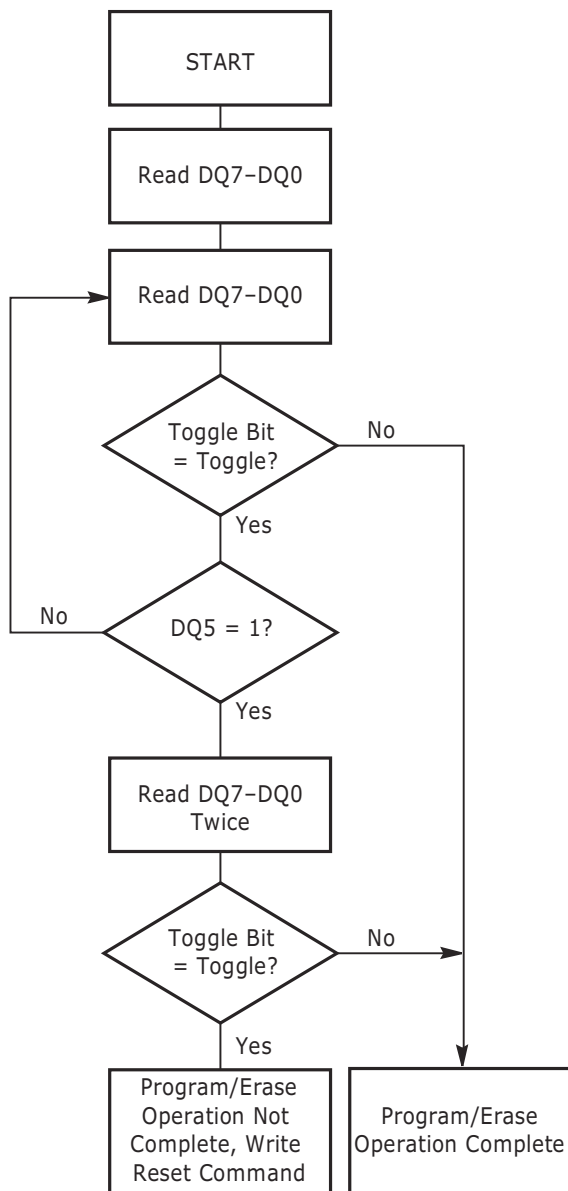 START
Read DQ7–DQ0
Read DQ7–DQ0
Toggle Bit
= Toggle?
No
Yes
No
DQ5 = 1?
Yes
Read DQ7–DQ0
Twice
Toggle Bit
= Toggle?
No
Yes
Program/Erase
Operation Not
Complete, Write
Reset Command
Program/Erase
Operation Complete